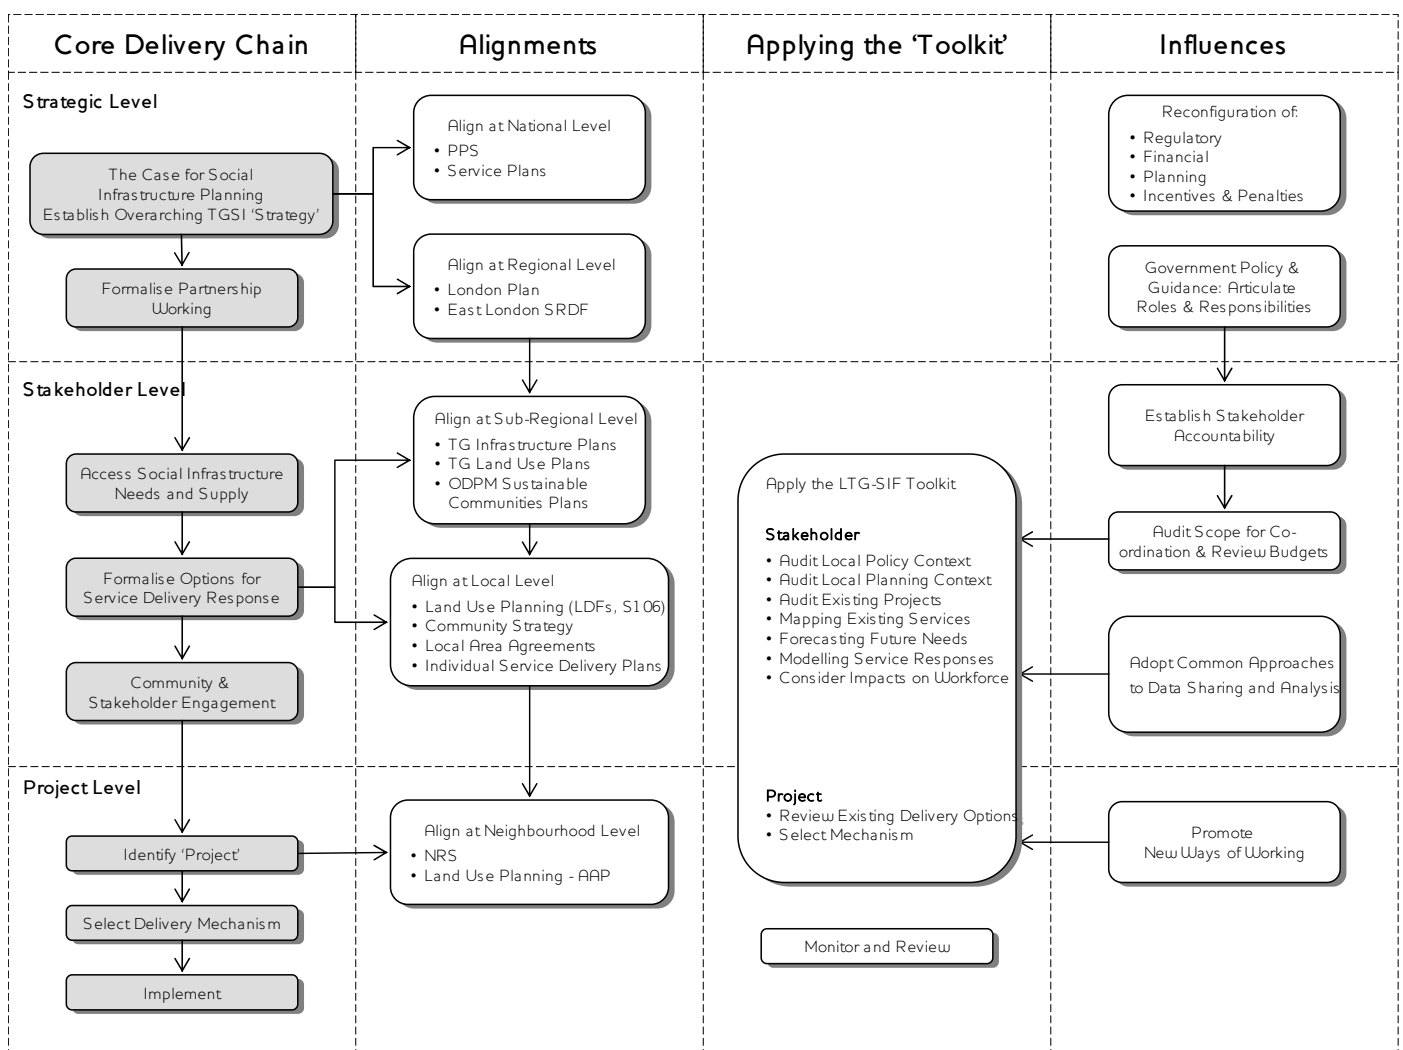 Core Delivery Chain
Alignments
Applying the ‘Toolkit’
Influences
Strategic Level
The Case for Social
Infrastructure Planning
Establish Overarching TGSI ‘Strategy’
Formalise Partnership
Working
Align at National Level
• PPS
• Service Plans
Align at Regional Level
• London Plan
• East London SRDF
Reconfiguration of:
• Regulatory
• Financial
• Planning
• Incentives & Penalties
Government Policy &
Guidance: Articulate
Roles & Responsibilities
Stakeholder Level
Access Social Infrastructure
Needs and Supply
Formalise Options for
Service Delivery Response
Community &
Stakeholder Engagement
Align at Sub-Regional Level
• TG Infrastructure Plans
• TG Land Use Plans
• ODPM Sustainable
Communities Plans
Align at Local Level
• Land Use Planning (LDFs, S106)
• Community Strategy
• Local Area Agreements
• Individual Service Delivery Plans
Apply the LTG-SIF Toolkit
Stakeholder
• Audit Local Policy Context
• Audit Local Planning Context
• Audit Existing Projects
• Mapping Existing Services
• Forecasting Future Needs
• Modelling Service Responses
• Consider Impacts on Workforce
Project
• Review Existing Delivery Options
• Select Mechanism
Establish Stakeholder
Accountability
Audit Scope for Co-
ordination & Review Budgets
Adopt Common Approaches
to Data Sharing and Analysis
Project Level
Identify ‘Project’
Select Delivery Mechanism
Implement
Align at Neighbourhood Level
• NRS
• Land Use Planning - AAP
Monitor and Review
Promote
New Ways of Working